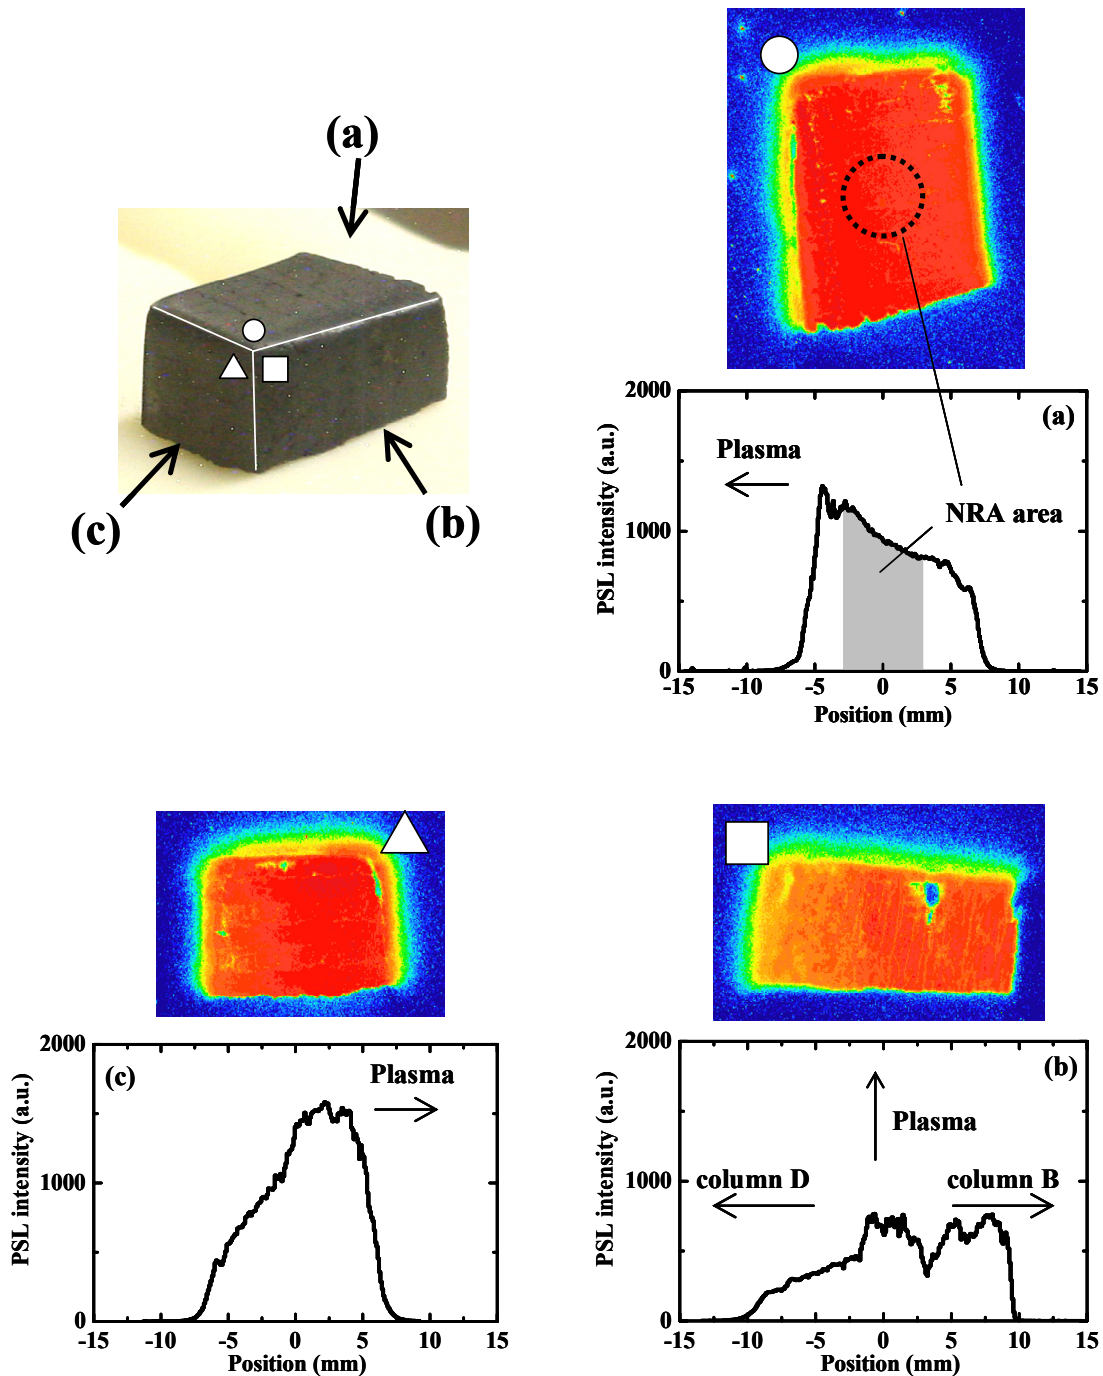 (a)
(c)
(b)
2000
1000
0
PSL intensity (a.u.)
(a)
Plasma
NRA area
-15 -10 -5 0 5 10 15
Position (mm)
2000
1000
0
PSL intensity (a.u.)
(c)
Plasma
-15 -10 -5 0 5 10 15
Position (mm)
2000
1000
0
PSL intensity (a.u.)
(b)
Plasma
column D
column B
-15 -10 -5 0 5 10 15
Position (mm)